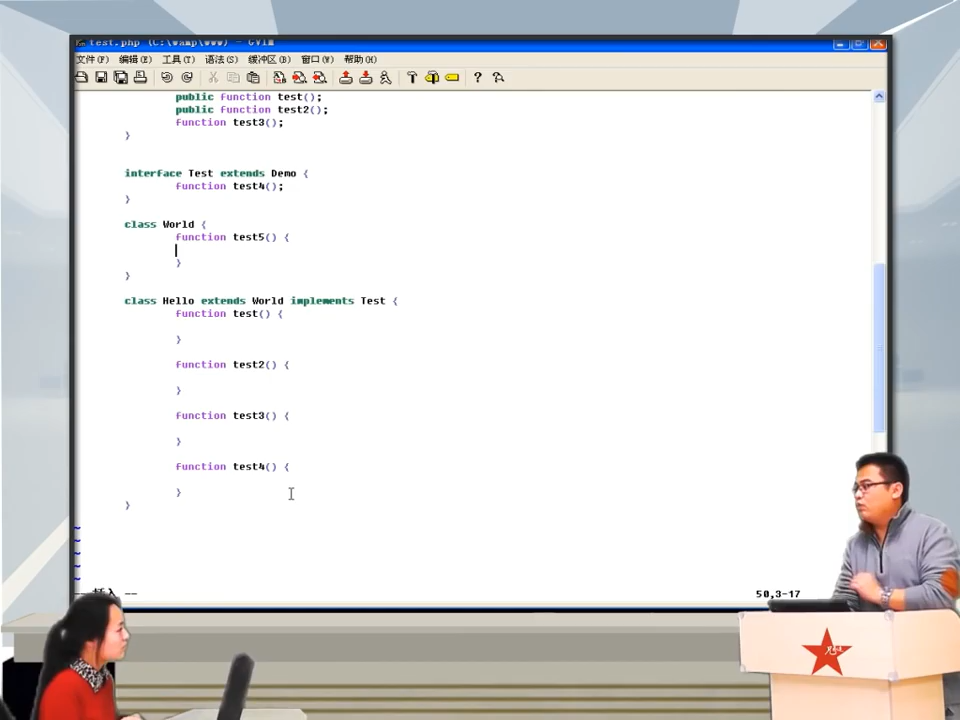 test.php (C:\wamp\www) - GVIM
文件(F) 编辑(E) 工具(T) 语法(S) 缓冲区(B) 窗口(W) 帮助(H)
public function test();
public function test2();
function test3();
}
interface Test extends Demo {
function test4();
}
class World {
function test5() {
}
}
class Hello extends World implements Test {
function test() {
}
function test2() {
}
function test3() {
}
function test4() {
}
}
~
~
~
~
~
-- 插入 --
50,3-17